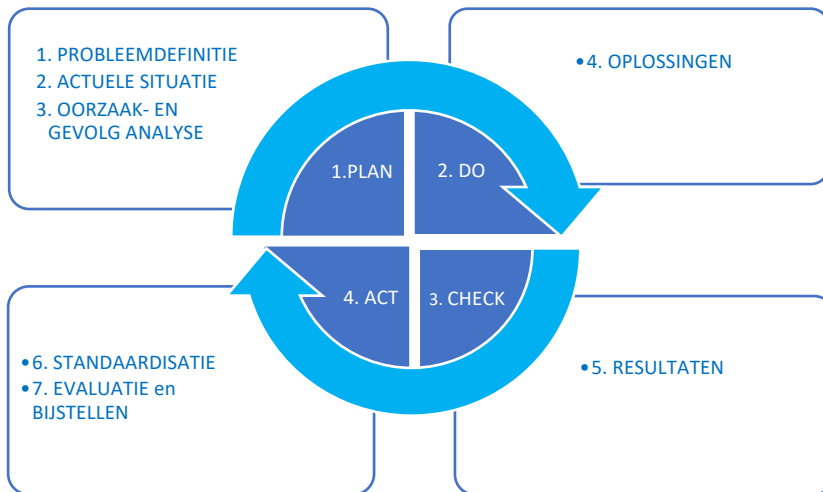 1. PROBLEEMDEFINITIE
2. ACTUELE SITUATIE
3. OORZAAK- EN
GEVOLG ANALYSE
•4. OPLOSSINGEN
1.PLAN
2. DO
4. ACT
3. CHECK
•6. STANDAARDISATIE
•7. EVALUATIE en
BIJSTELLEN
•5. RESULTATEN